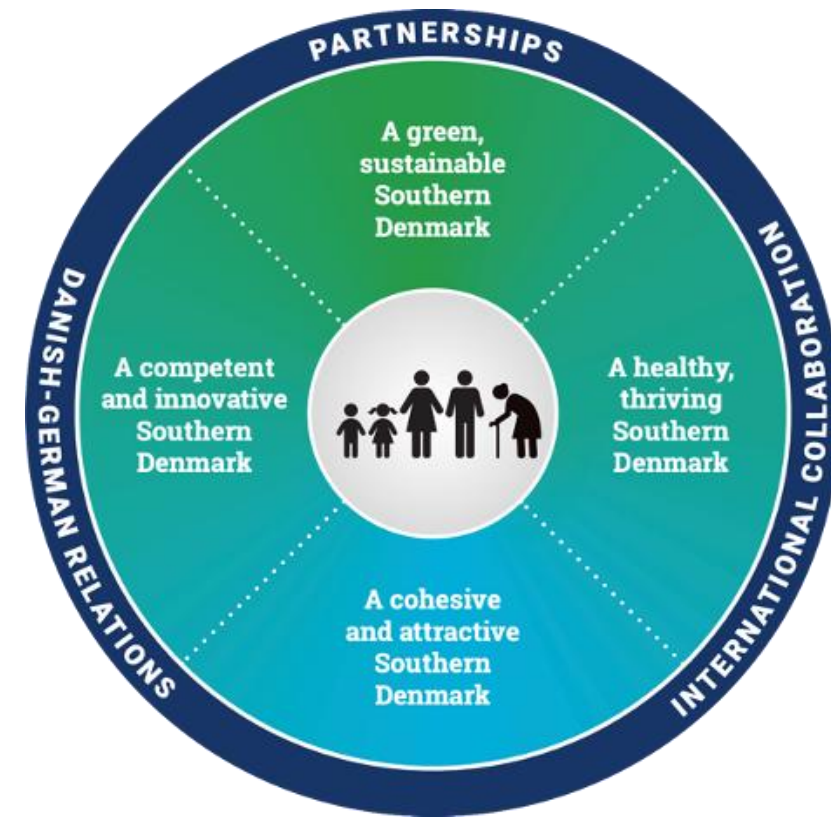 PARTNERSHIPS
A green,
sustainable
Southern
Denmark
DANISH-GERMAN RELATIONS
A competent
and innovative
Southern
Denmark
A healthy,
thriving
Southern
Denmark
INTERNATIONAL COLLABORATION
A cohesive
and attractive
Southern
Denmark